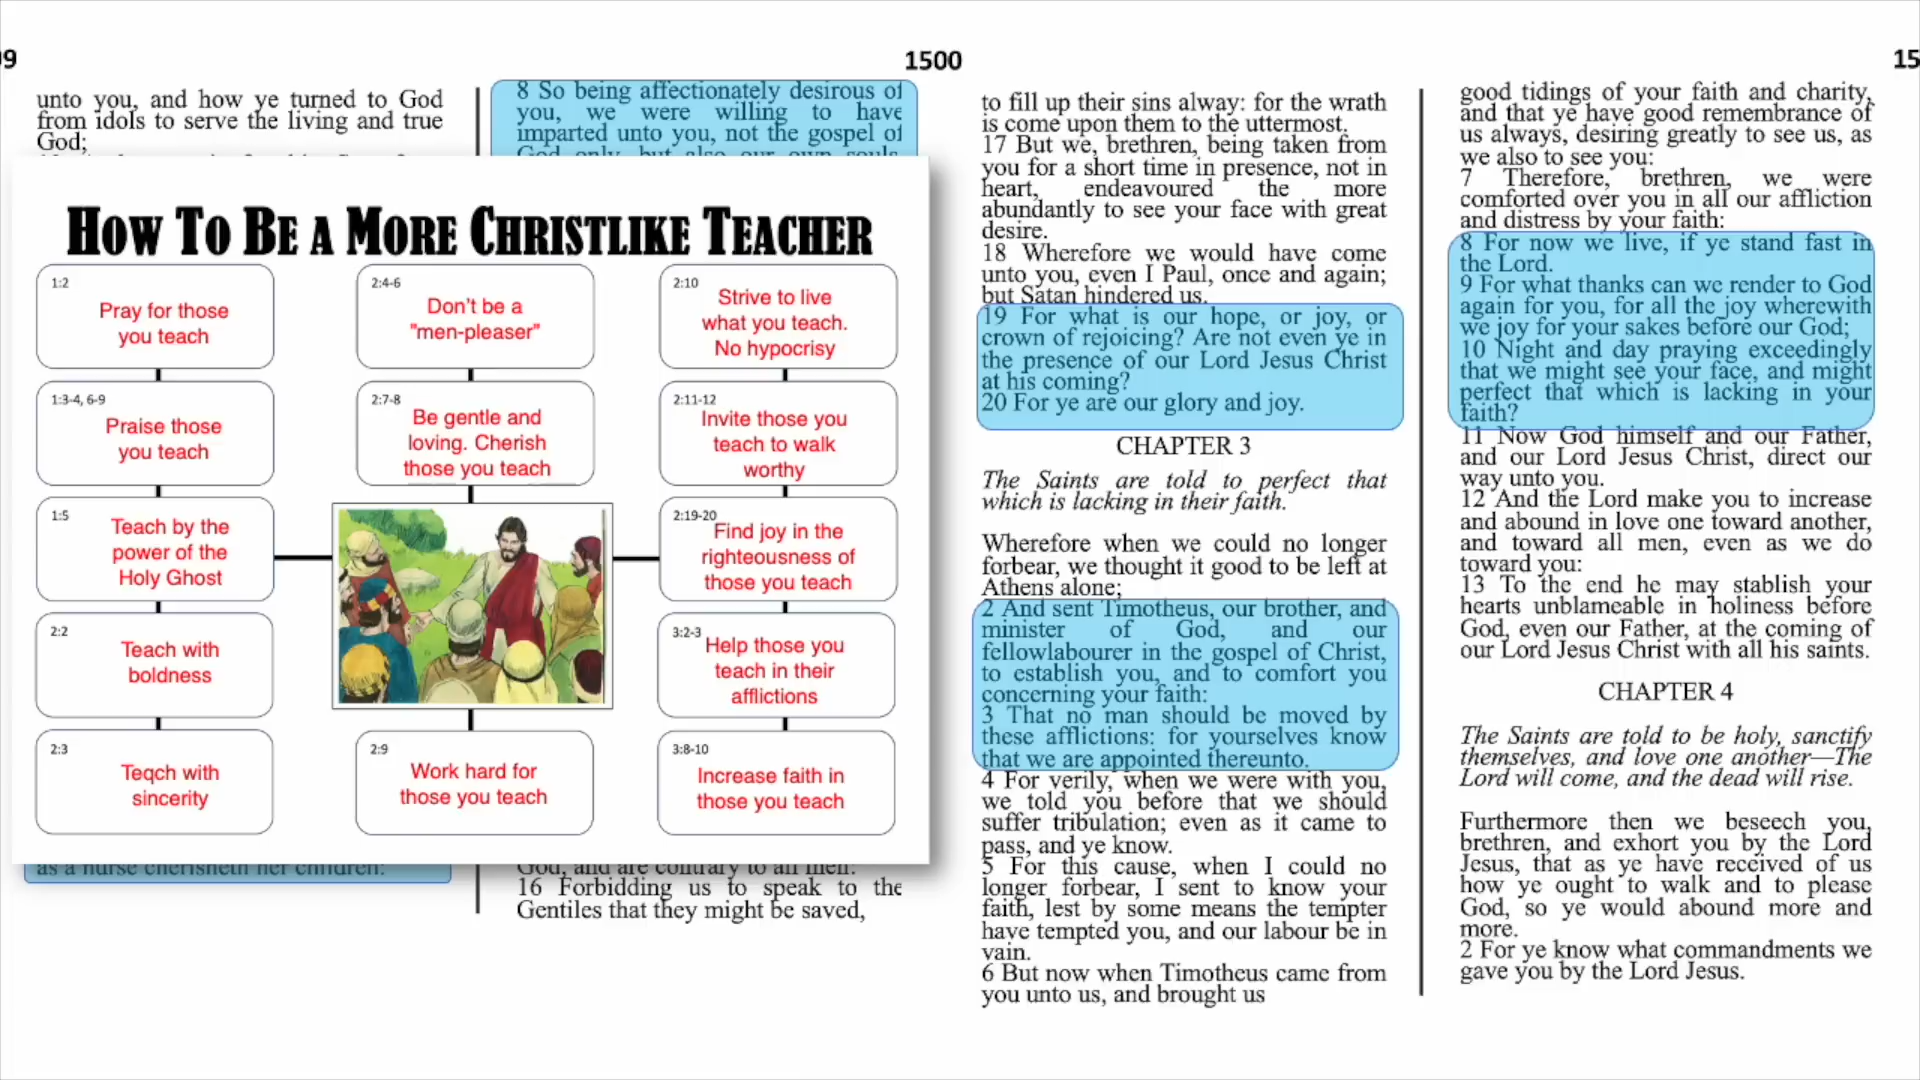 99
1500
15
unto you, and how ye turned to God
from idols to serve the living and true
God;
8 So being affectionately desirous of
you, we were willing to have
imparted unto you, not the gospel of
God only, but also our own souls,
HOW TO BE A MORE CHRISTLIKE TEACHER
1:2
Pray for those
you teach
1:3-4, 6-9
Praise those
you teach
1:5
Teach by the
power of the
Holy Ghost
2:2
Teach with
boldness
2:3
Teqch with
sincerity
2:4-6
Don't be a
"men-pleaser"
2:7-8
Be gentle and
loving. Cherish
those you teach
2:9
Work hard for
those you teach
2:10
Strive to live
what you teach.
No hypocrisy
2:11-12
Invite those you
teach to walk
worthy
2:19-20
Find joy in the
righteousness of
those you teach
3:2-3
Help those you
teach in their
afflictions
3:8-10
Increase faith in
those you teach
as a nurse cherisheth her children:
God, and are contrary to all men:
16 Forbidding us to speak to the
Gentiles that they might be saved,
to fill up their sins alway: for the wrath
is come upon them to the uttermost.
17 But we, brethren, being taken from
you for a short time in presence, not in
heart, endeavoured the more
abundantly to see your face with great
desire.
18 Wherefore we would have come
unto you, even I Paul, once and again;
but Satan hindered us.
19 For what is our hope, or joy, or
crown of rejoicing? Are not even ye in
the presence of our Lord Jesus Christ
at his coming?
20 For ye are our glory and joy.
CHAPTER 3
The Saints are told to perfect that
which is lacking in their faith.
Wherefore when we could no longer
forbear, we thought it good to be left at
Athens alone;
2 And sent Timotheus, our brother, and
minister of God, and our
fellowlabourer in the gospel of Christ,
to establish you, and to comfort you
concerning your faith:
3 That no man should be moved by
these afflictions: for yourselves know
that we are appointed thereunto.
4 For verily, when we were with you,
we told you before that we should
suffer tribulation; even as it came to
pass, and ye know.
5 For this cause, when I could no
longer forbear, I sent to know your
faith, lest by some means the tempter
have tempted you, and our labour be in
vain.
6 But now when Timotheus came from
you unto us, and brought us
good tidings of your faith and charity,
and that ye have good remembrance of
us always, desiring greatly to see us, as
we also to see you:
7 Therefore, brethren, we were
comforted over you in all our affliction
and distress by your faith:
8 For now we live, if ye stand fast in
the Lord.
9 For what thanks can we render to God
again for you, for all the joy wherewith
we joy for your sakes before our God;
10 Night and day praying exceedingly
that we might see your face, and might
perfect that which is lacking in your
faith?
11 Now God himself and our Father,
and our Lord Jesus Christ, direct our
way unto you.
12 And the Lord make you to increase
and abound in love one toward another,
and toward all men, even as we do
toward you:
13 To the end he may stablish your
hearts unblameable in holiness before
God, even our Father, at the coming of
our Lord Jesus Christ with all his saints.
CHAPTER 4
The Saints are told to be holy, sanctify
themselves, and love one another—The
Lord will come, and the dead will rise.
Furthermore then we beseech you,
brethren, and exhort you by the Lord
Jesus, that as ye have received of us
how ye ought to walk and to please
God, so ye would abound more and
more.
2 For ye know what commandments we
gave you by the Lord Jesus.